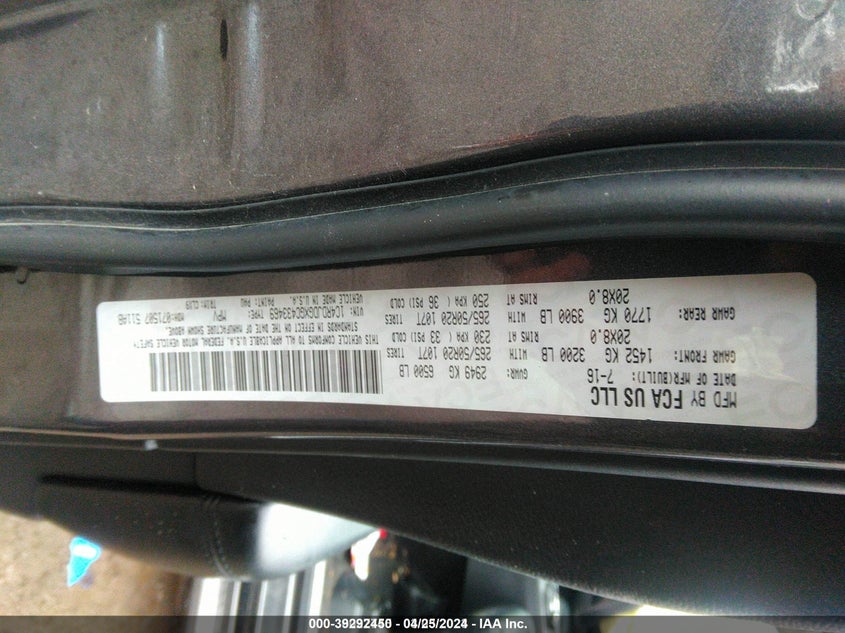 MFD BY FCA US LLC
DATE OF MFR(BUILT): 7-16 GVWR: 2949 KG 6500 LB
GAWR FRONT: 1452 KG 3200 LB WITH 265/50R20 107T TIRES
20X8.0 RIMS AT 230 KPA ( 33 PSI) COLD
GAWR REAR: 1770 KG 3900 LB WITH 265/50R20 107T TIRES
20X8.0 RIMS AT 250 KPA ( 36 PSI) COLD
THIS VEHICLE CONFORMS TO ALL APPLICABLE U.S.A. FEDERAL MOTOR VEHICLE SAFETY
STANDARDS IN EFFECT ON THE DATE OF MANUFACTURE SHOWN ABOVE.
VIN: 1C4RDJDGXGC433469 TYPE: MPV
VEHICLE MADE IN U.S.A. PAINT: PAU MDH:071507 511AB TRIM:CLX9
000-39292450 - 04/25/2024 - IAA Inc.